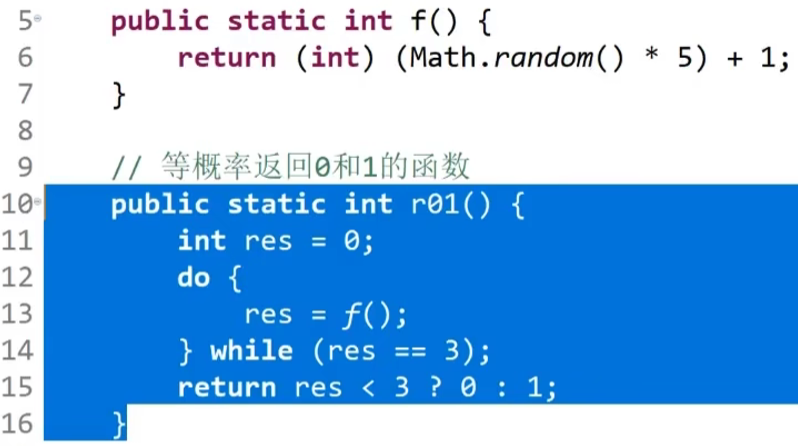 5 public static int f() {
6 return (int) (Math.random() * 5) + 1;
7 }
8
9 // 等概率返回0和1的函数
10 public static int r01() {
11 int res = 0;
12 do {
13 res = f();
14 } while (res == 3);
15 return res < 3 ? 0 : 1;
16 }